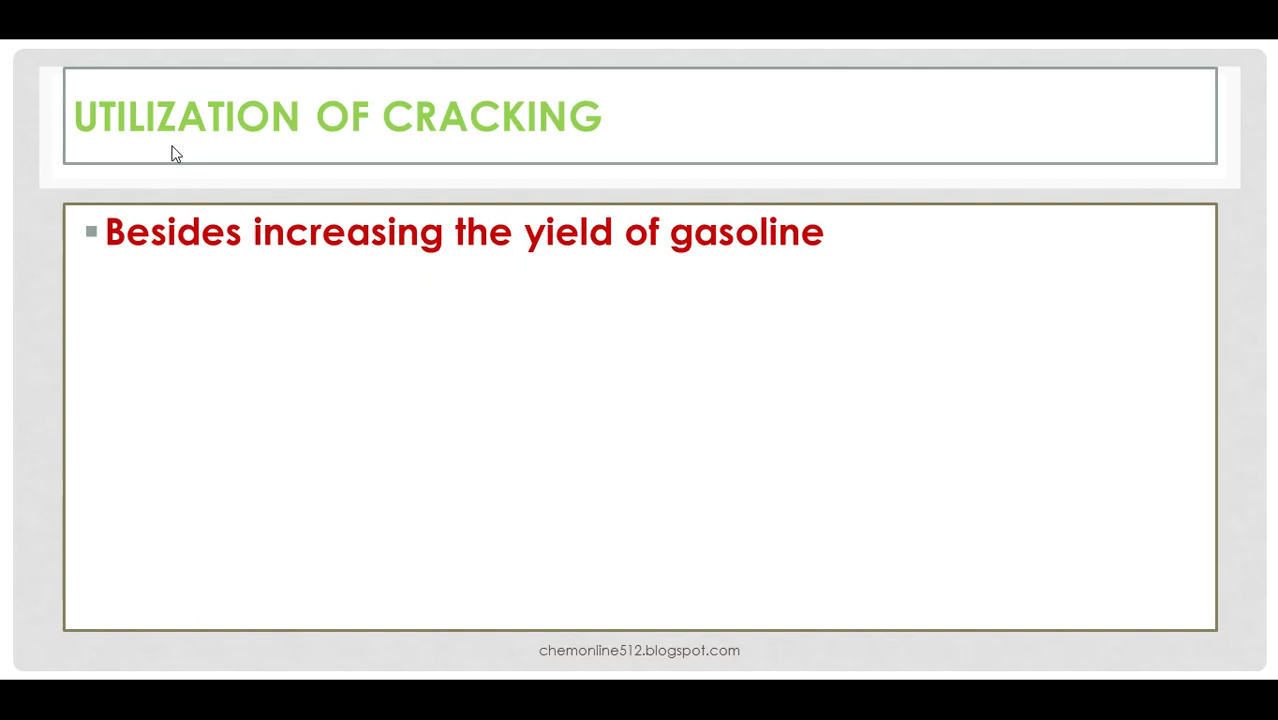 UTILIZATION OF CRACKING
Besides increasing the yield of gasoline
chemonline512.blogspot.com